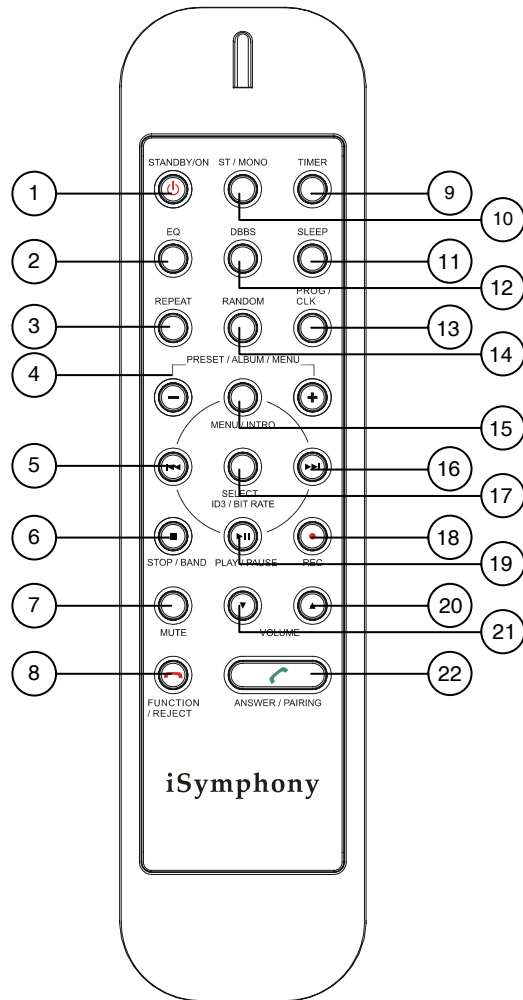 STANDBY/ON ST / MONO TIMER
1
9
10
EQ DBBS SLEEP
2
11
12
REPEAT RANDOM PROG / CLK
3
13
14
4
PRESET / ALBUM / MENU
MENU / INTRO
15
5
16
SELECT
ID3 / BIT RATE
17
6
18
STOP / BAND PLAY / PAUSE REC
19
7
20
MUTE VOLUME
21
8
22
FUNCTION
/ REJECT
ANSWER / PAIRING
iSymphony